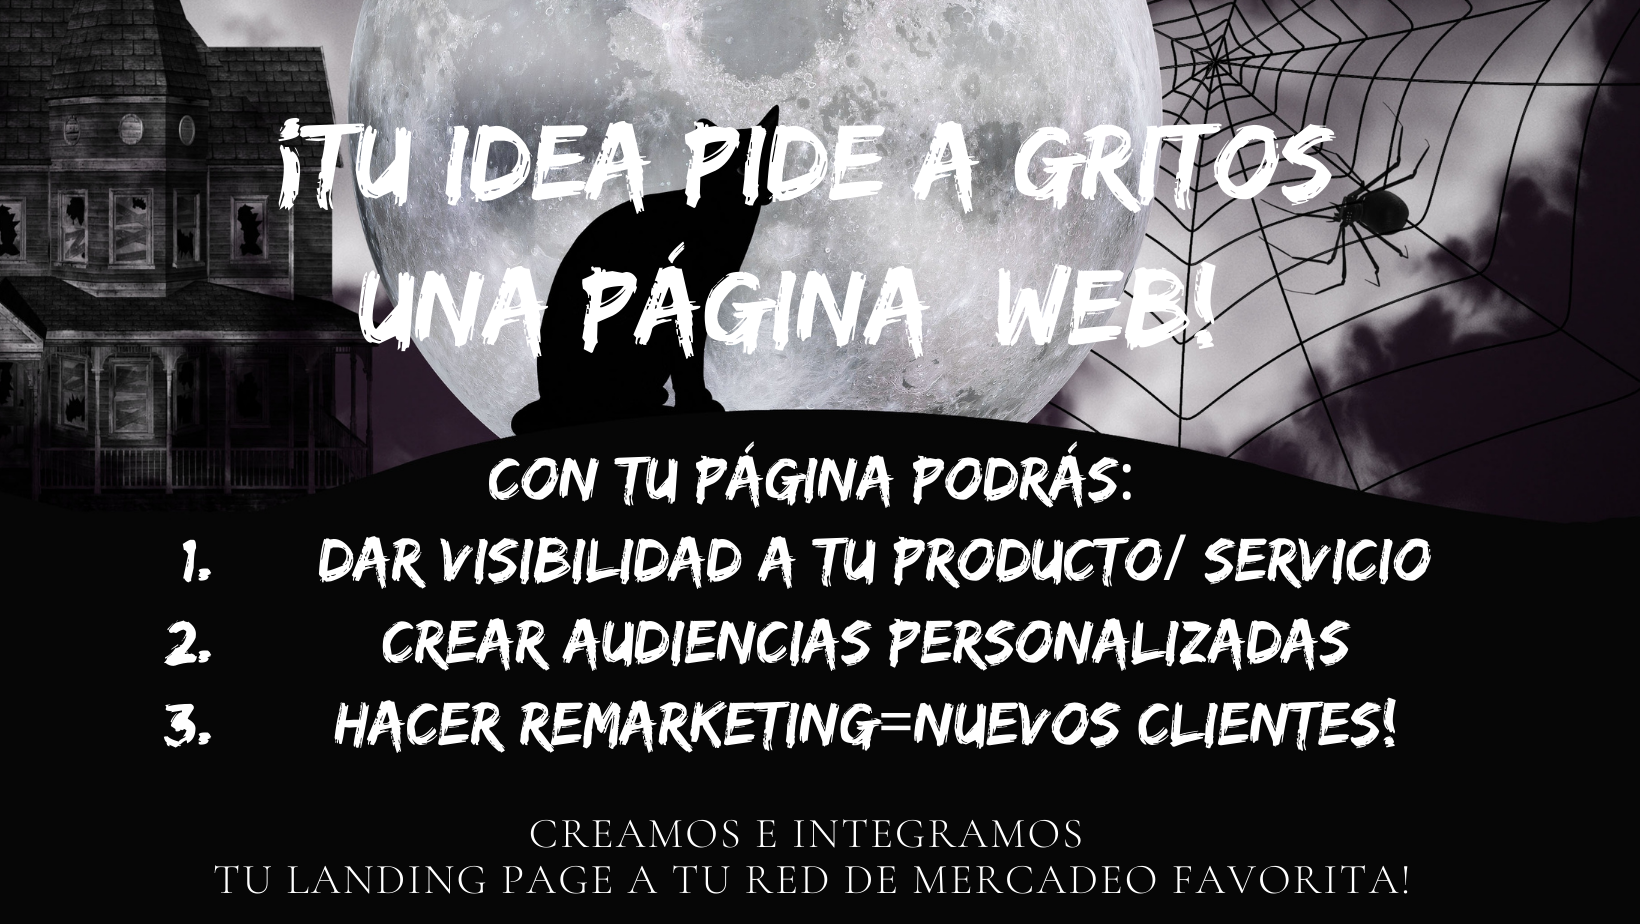 ¡TU IDEA PIDE A GRITOS
UNA PÁGINA WEB!
CON TU PÁGINA PODRÁS:
1. DAR VISIBILIDAD A TU PRODUCTO/ SERVICIO
2. CREAR AUDIENCIAS PERSONALIZADAS
3. HACER REMARKETING=NUEVOS CLIENTES!
CREAMOS E INTEGRAMOS
TU LANDING PAGE A TU RED DE MERCADEO FAVORITA!